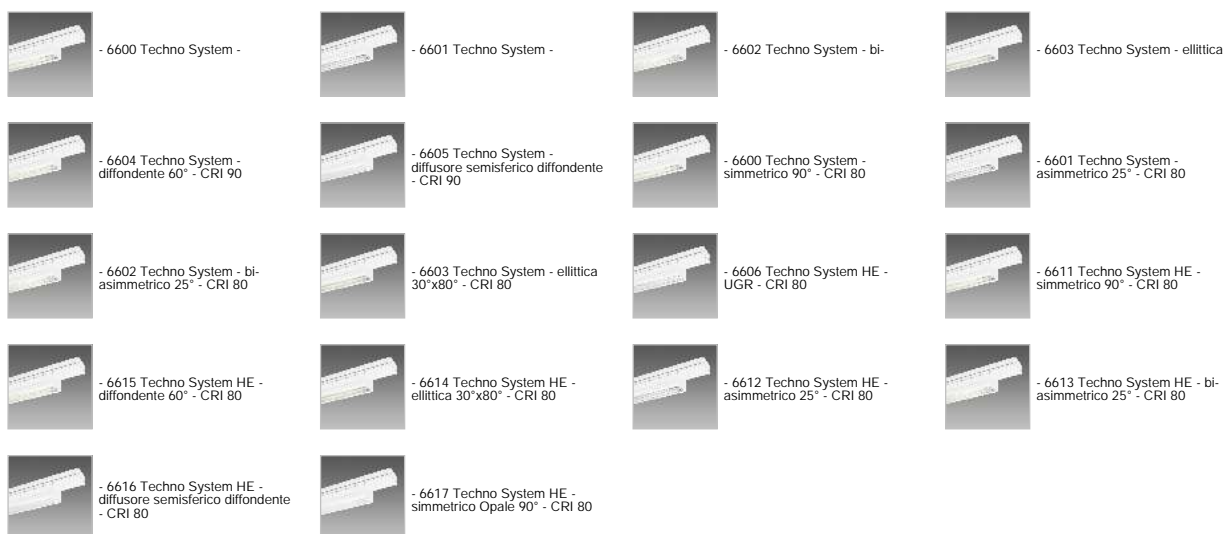 - 6600 Techno System -
- 6601 Techno System -
- 6602 Techno System - bi-
- 6603 Techno System - ellittica
- 6604 Techno System -
diffondente 60° - CRI 90
- 6605 Techno System -
diffusore semisferico diffondente
- CRI 90
- 6600 Techno System -
simmetrico 90° - CRI 80
- 6601 Techno System -
asimmetrico 25° - CRI 80
- 6602 Techno System - bi-
asimmetrico 25° - CRI 80
- 6603 Techno System - ellittica
30°x80° - CRI 80
- 6606 Techno System HE -
UGR - CRI 80
- 6611 Techno System HE -
simmetrico 90° - CRI 80
- 6615 Techno System HE -
diffondente 60° - CRI 80
- 6614 Techno System HE -
ellittica 30°x80° - CRI 80
- 6612 Techno System HE -
asimmetrico 25° - CRI 80
- 6613 Techno System HE - bi-
asimmetrico 25° - CRI 80
- 6616 Techno System HE -
diffusore semisferico diffondente
- CRI 80
- 6617 Techno System HE -
simmetrico Opale 90° - CRI 80